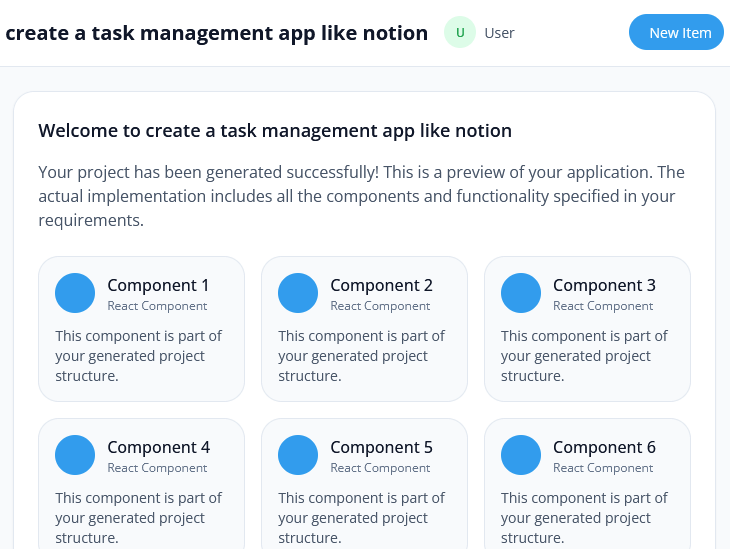 create a task management app like notion
U
User
New Item
Welcome to create a task management app like notion
Your project has been generated successfully! This is a preview of your application. The
actual implementation includes all the components and functionality specified in your
requirements.
Component 1
React Component
This component is part of
your generated project
structure.
Component 2
React Component
This component is part of
your generated project
structure.
Component 3
React Component
This component is part of
your generated project
structure.
Component 4
React Component
This component is part of
your generated project
structure.
Component 5
React Component
This component is part of
your generated project
structure.
Component 6
React Component
This component is part of
your generated project
structure.